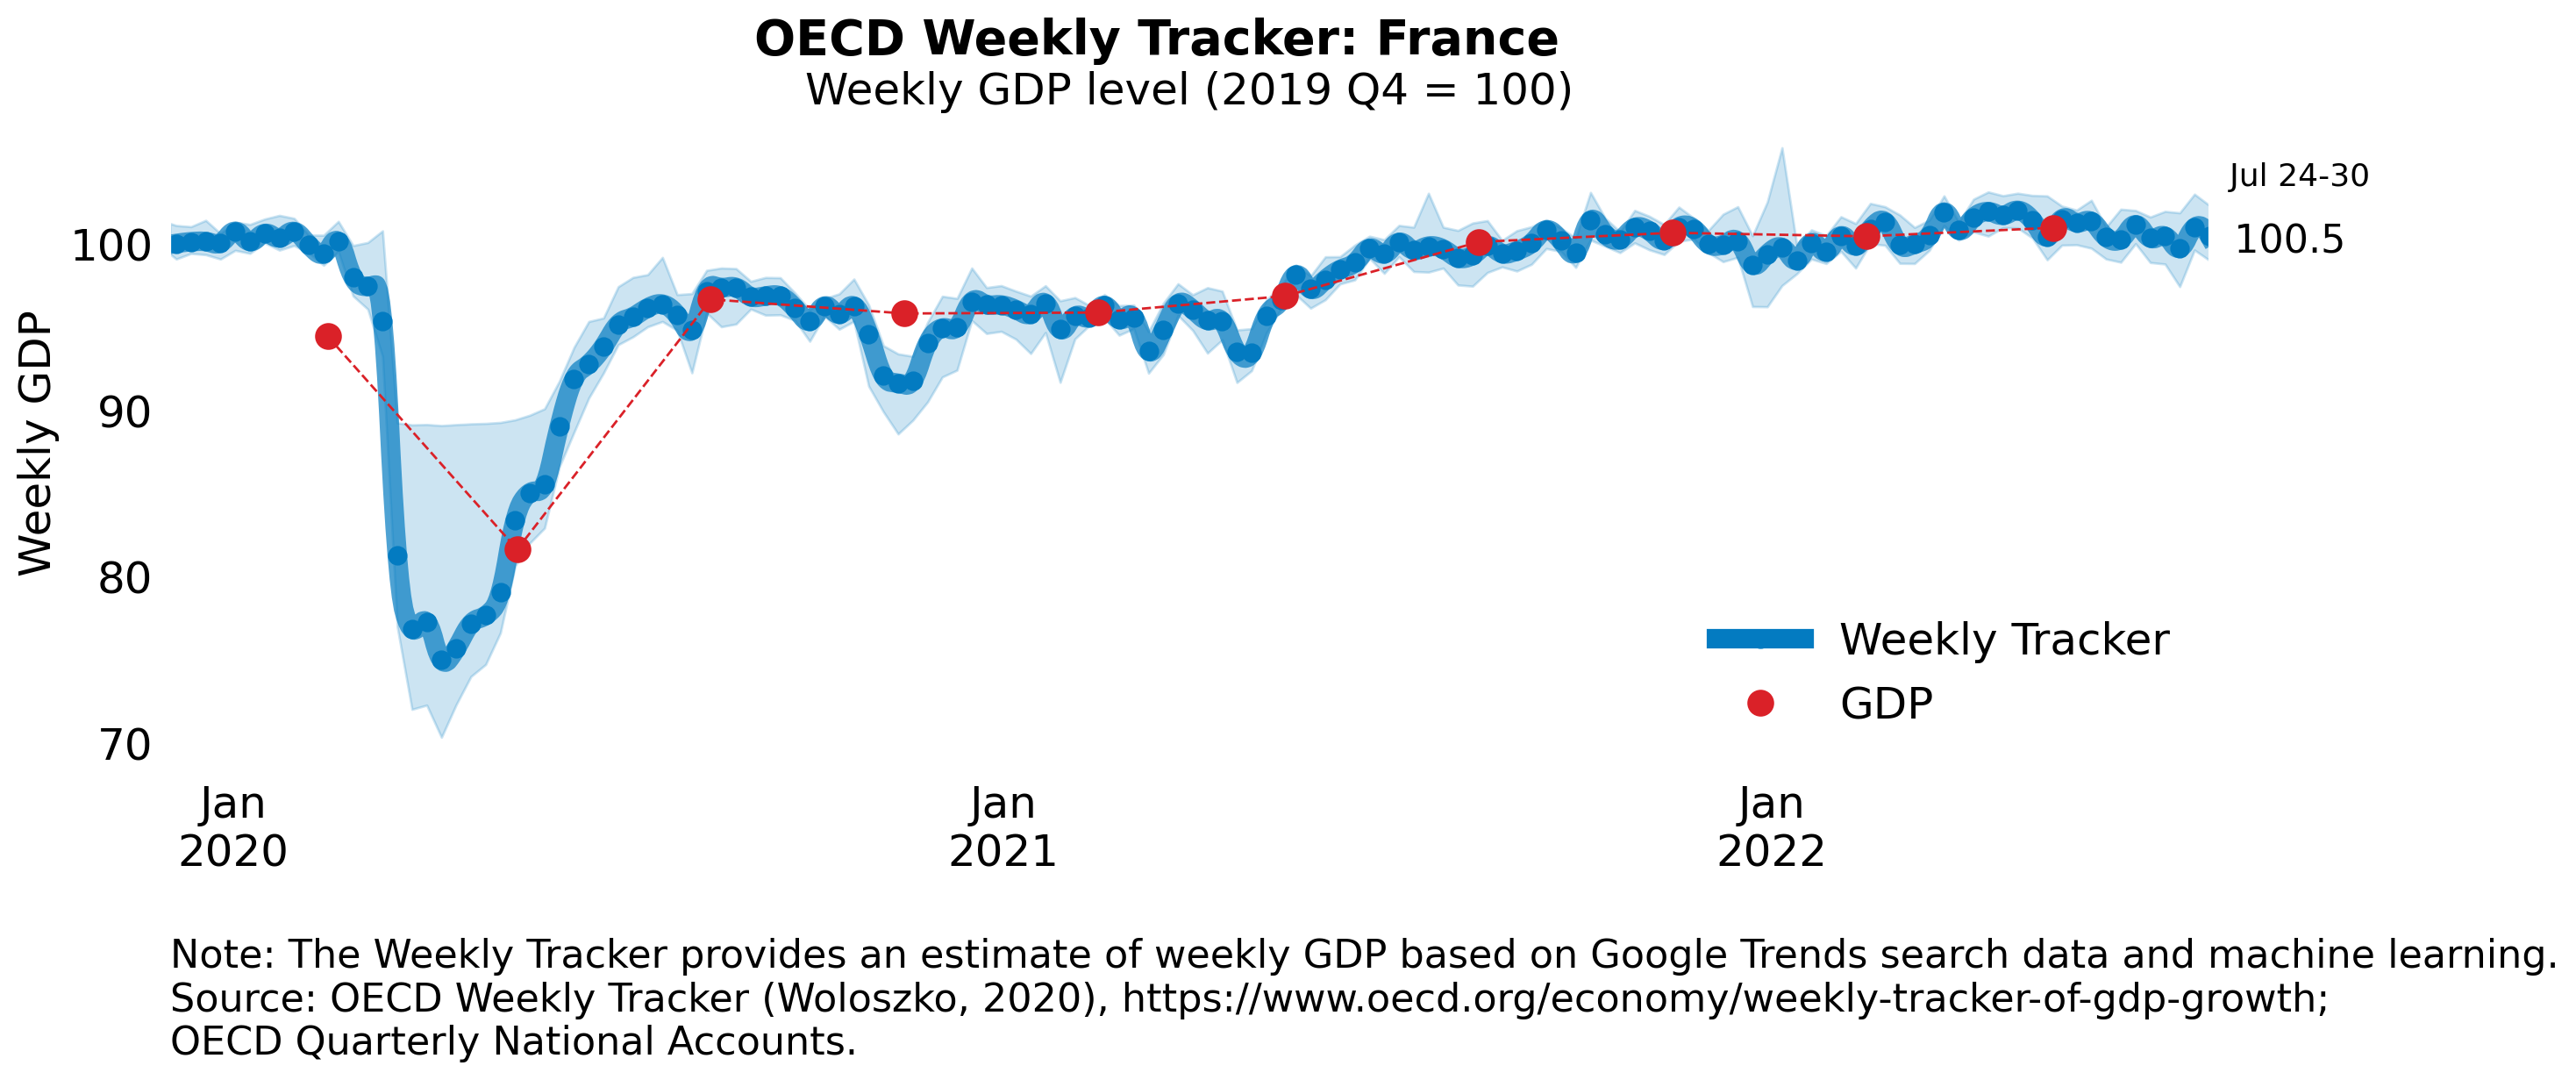 OECD Weekly Tracker: France
Weekly GDP level (2019 Q4 = 100)
Jul 24-30
100.5
Weekly GDP
100
90
80
70
Weekly Tracker
GDP
Jan
2020
Jan
2021
Jan
2022
Note: The Weekly Tracker provides an estimate of weekly GDP based on Google Trends search data and machine learning.
Source: OECD Weekly Tracker (Woloszko, 2020), https://www.oecd.org/economy/weekly-tracker-of-gdp-growth;
OECD Quarterly National Accounts.